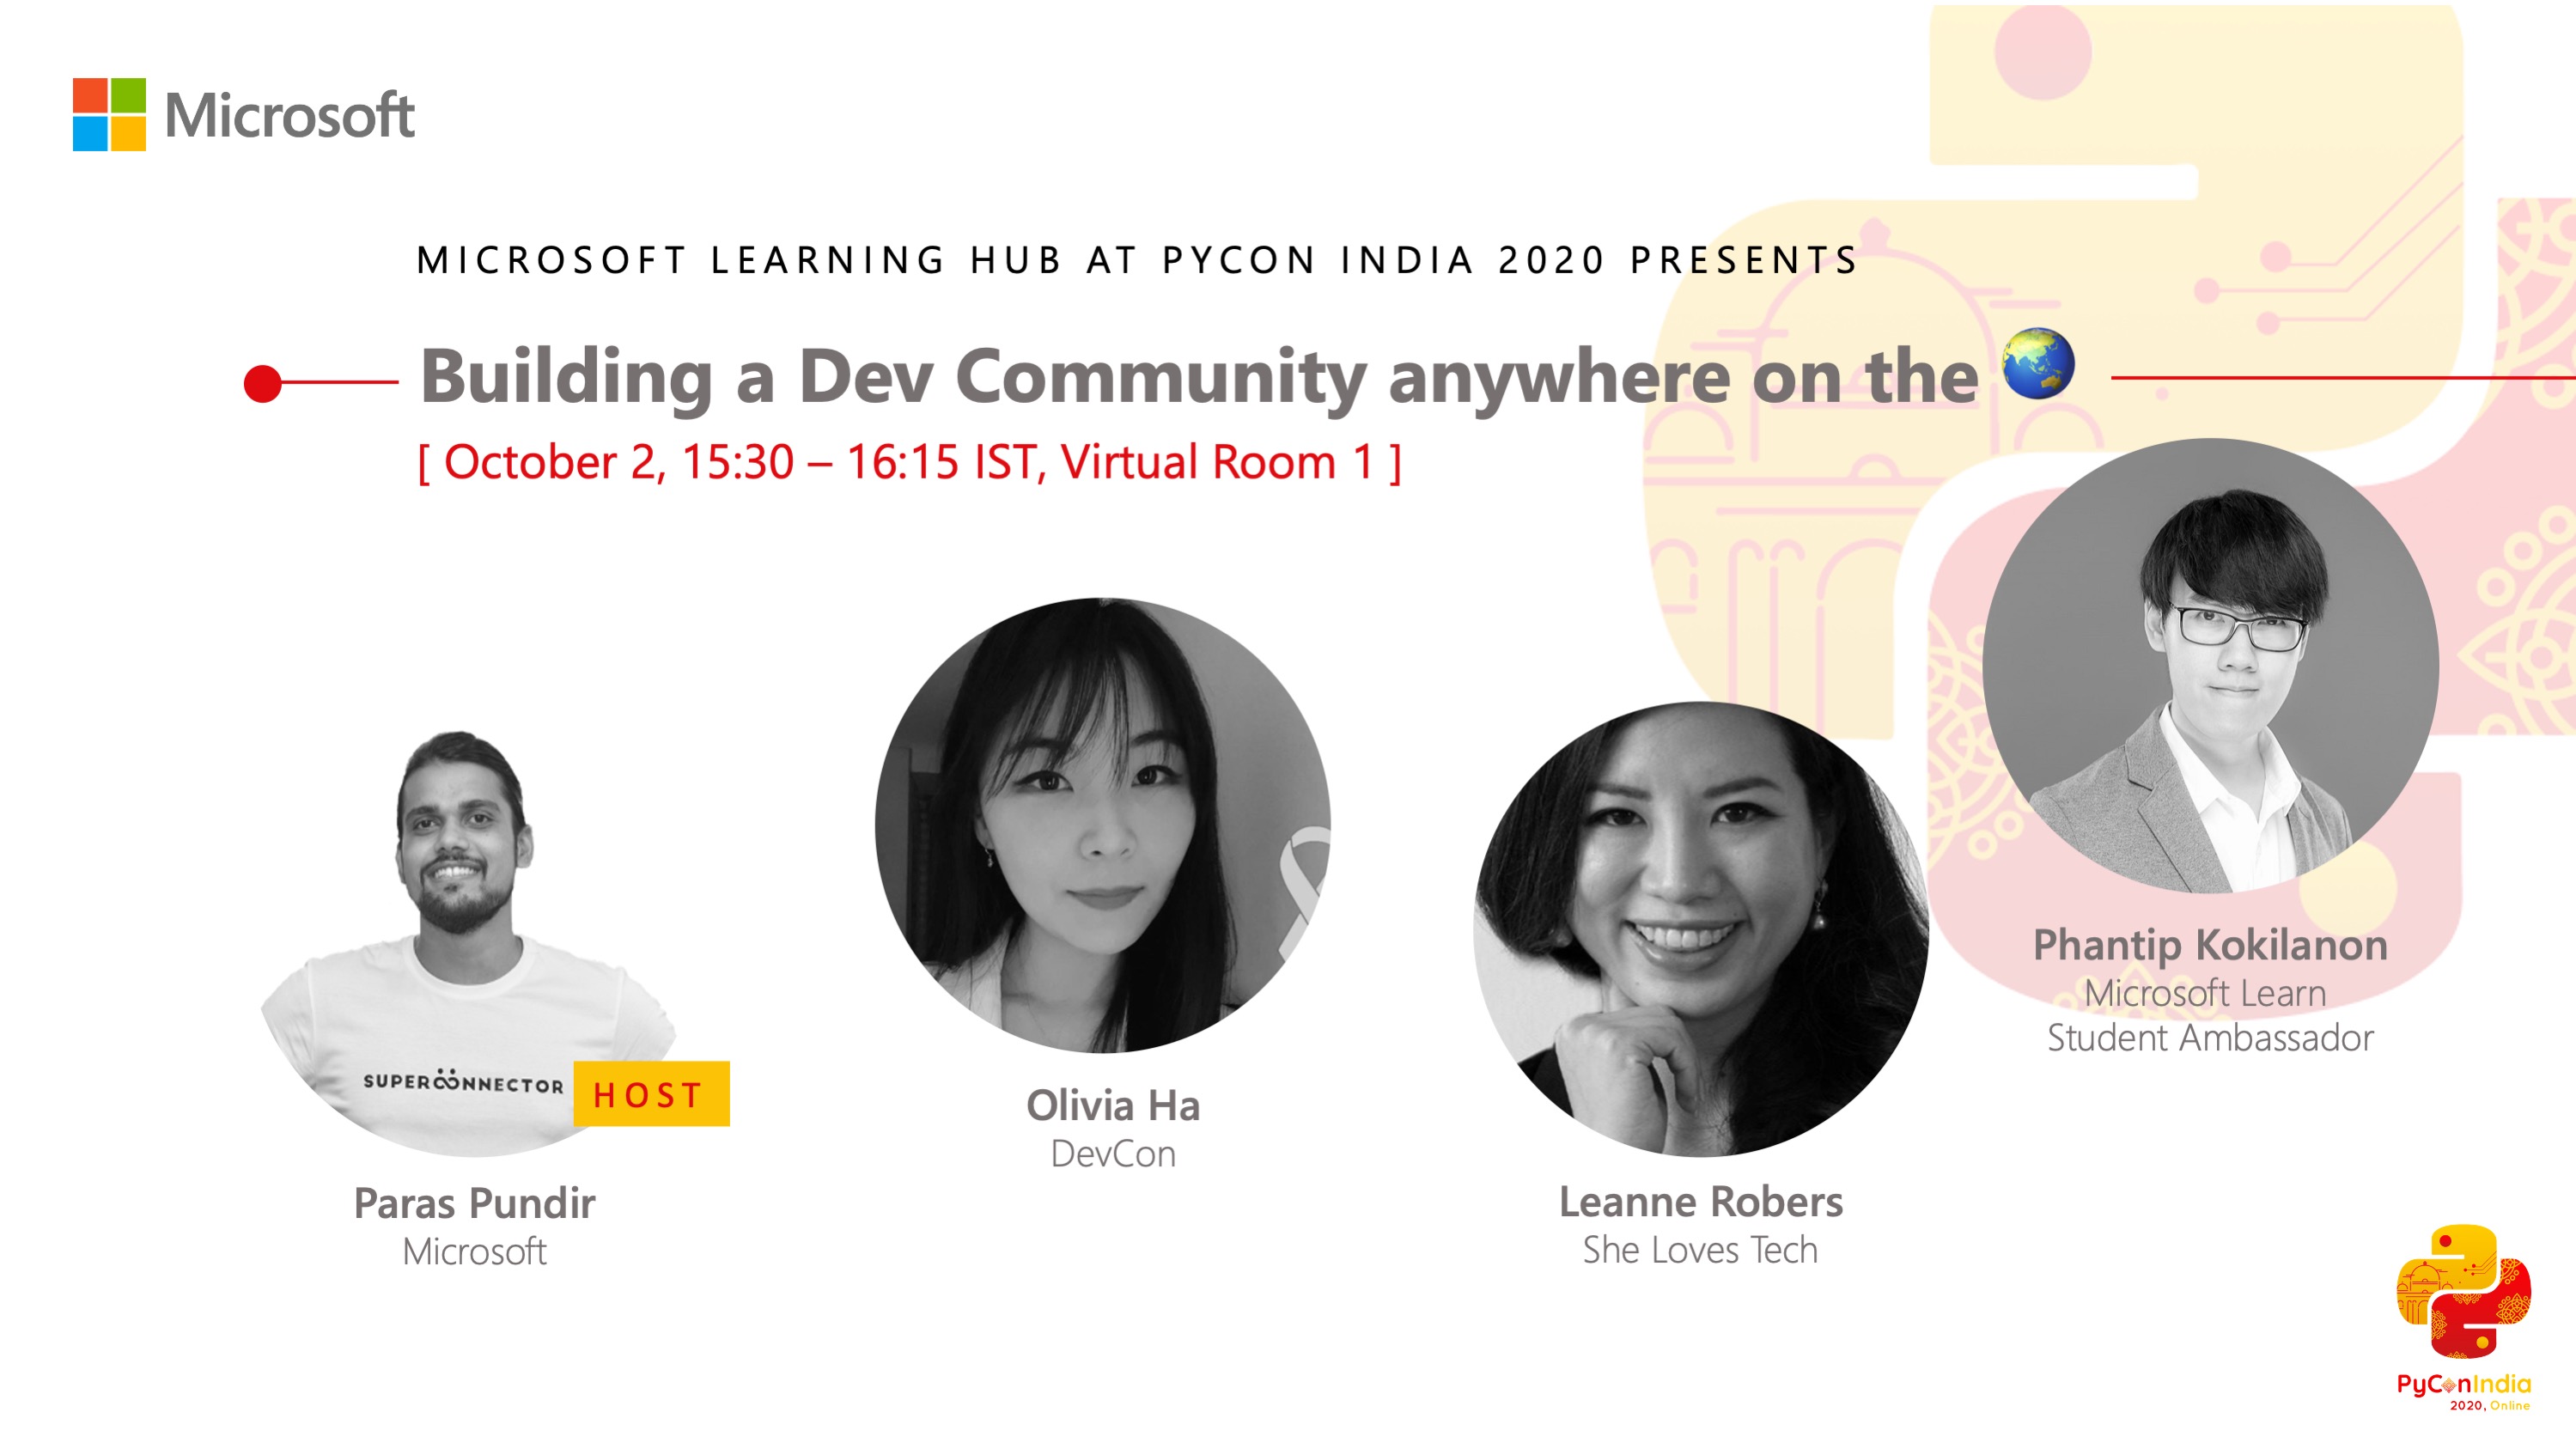 Microsoft
MICROSOFT LEARNING HUB AT PYCON INDIA 2020 PRESENTS
Building a Dev Community anywhere on the
[ October 2, 15:30 – 16:15 IST, Virtual Room 1 ]
SUPERCONNECTOR
HOST
Paras Pundir
Microsoft
Olivia Ha
DevCon
Leanne Robers
She Loves Tech
Phantip Kokilanon
Microsoft Learn
Student Ambassador
PyConIndia
2020, Online